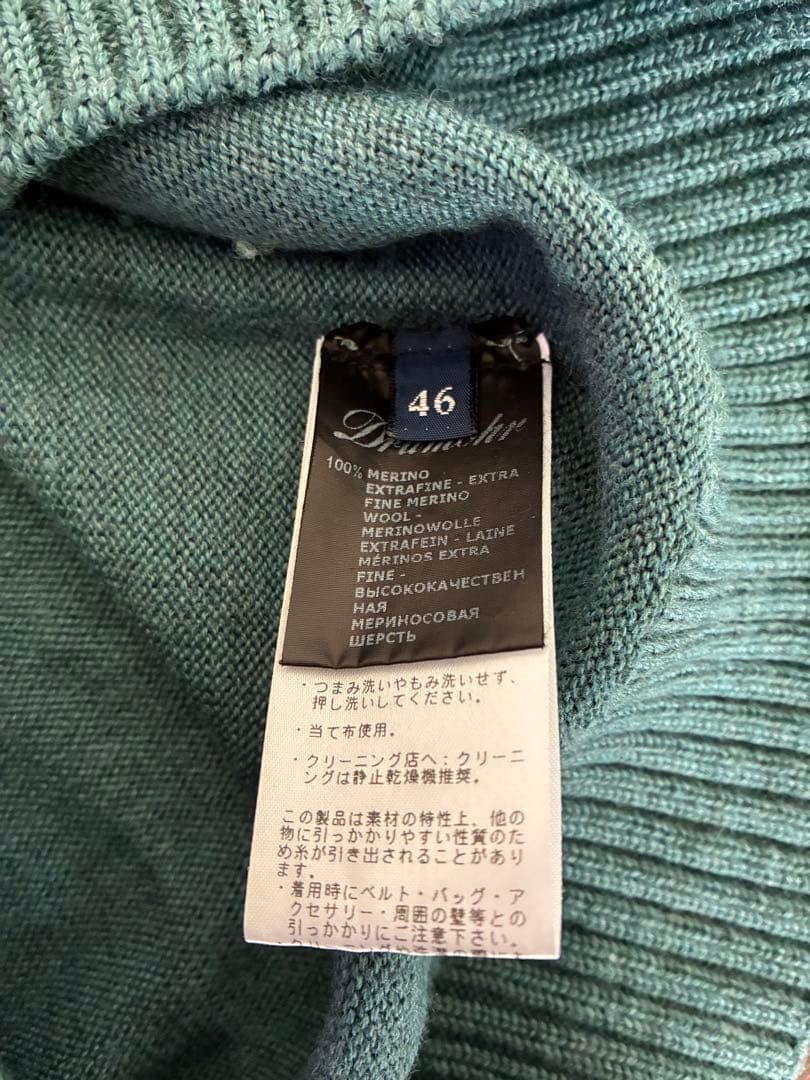 46
Drumohr
100% MERINO
EXTRAFINE - EXTRA
FINE MERINO
WOOL -
MERINOWOLLE
EXTRAFEIN - LAINE
MÉRINOS EXTRA
FINE -
ВЫСОКОКАЧЕСТВЕН
НАЯ
МЕРИНОСОВАЯ
ШЕРСТЬ
・つまみ洗いやもみ洗いせず、
押し洗いしてください。
・当て布使用。
・クリーニング店へ:クリーニ
ングは静止乾燥機推奨。
この製品は素材の特性上、他の
物に引っかかりやすい性質のた
め糸が引き出されることがあり
ます。
・着用時にベルト・バッグ・ア
クセサリー・周囲の壁等との
引っかかりにご注意下さい。